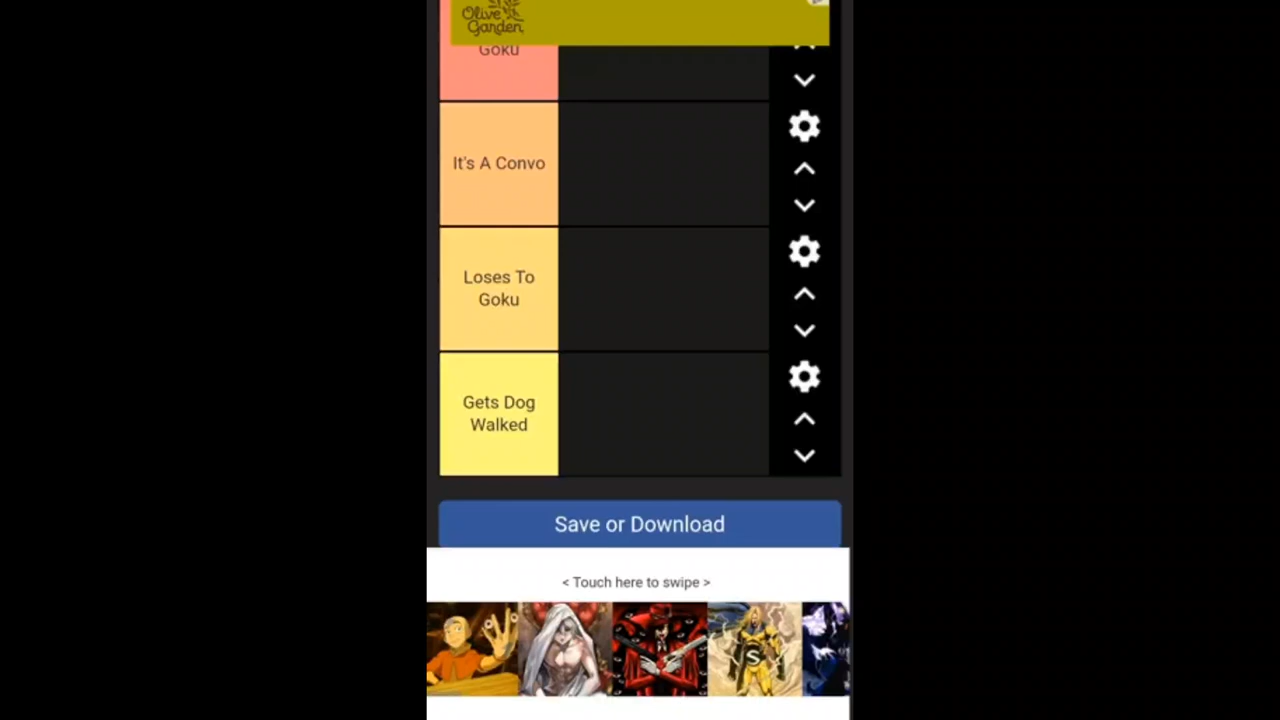 Olive
Garden
Goku
It's A Convo
Loses To
Goku
Gets Dog
Walked
Save or Download
< Touch here to swipe >
S